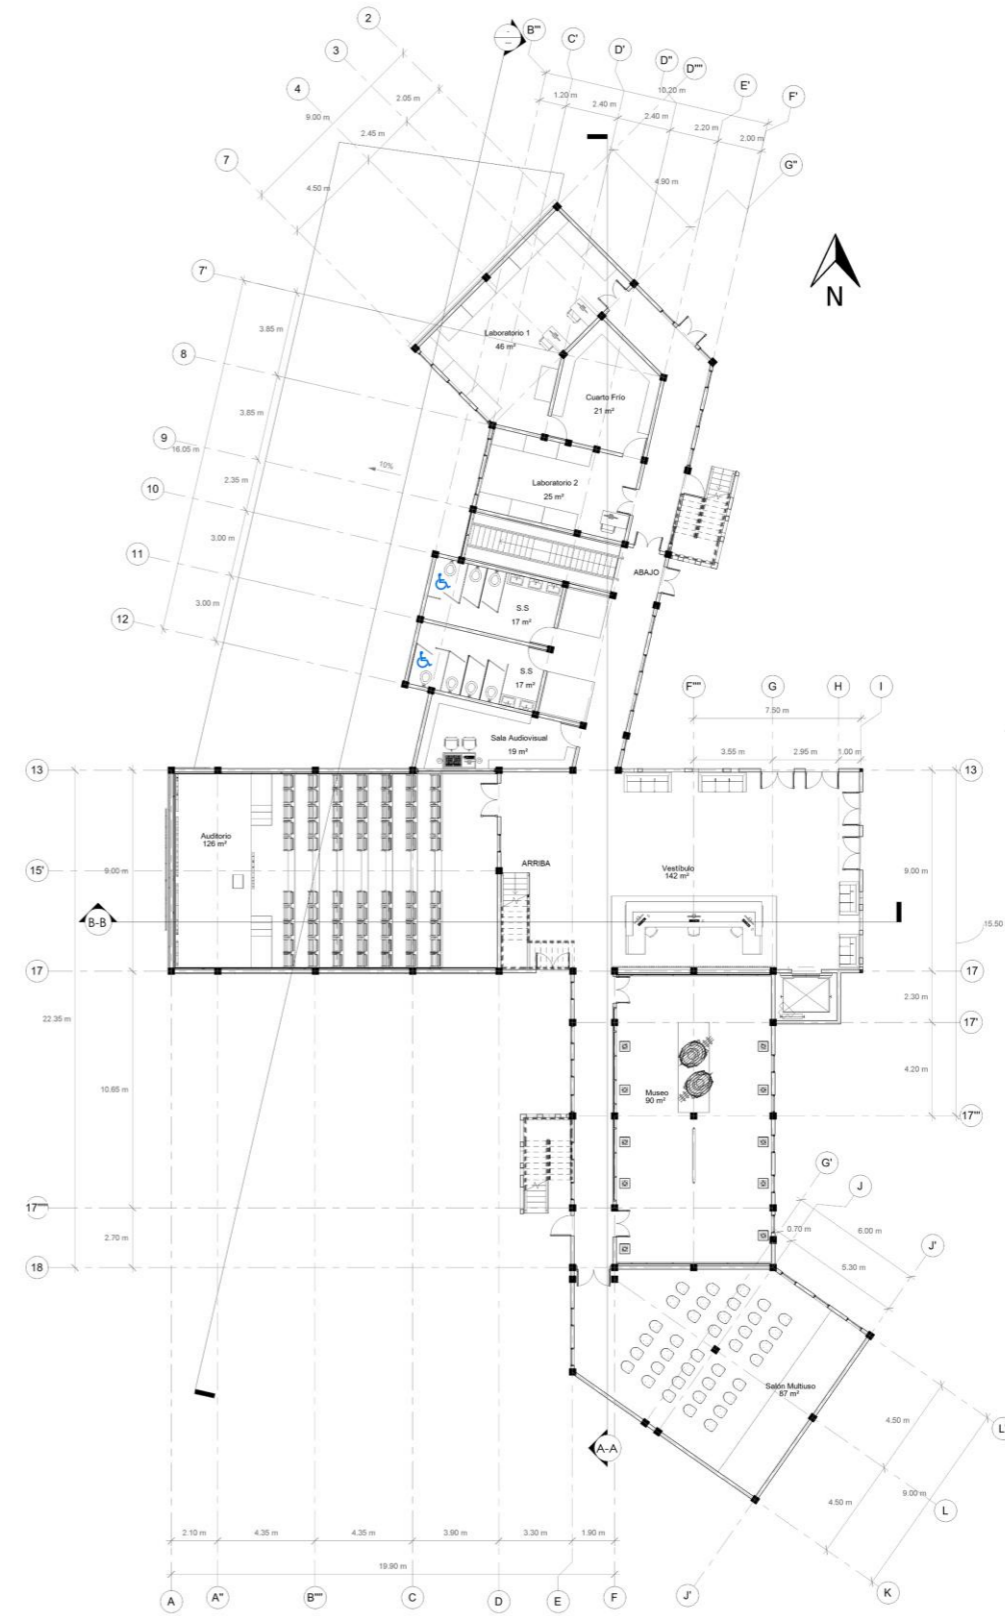 2
3
4
7
7'
8
9
10
11
12
B'''
C'
D'
D''
D''''
E'
F'
G''
10.20 m
1.20 m
2.40 m
2.40 m
2.20 m
2.00 m
4.90 m
2.05 m
9.00 m
2.45 m
4.50 m
3.85 m
3.85 m
16.05 m
2.35 m
3.00 m
3.00 m
10%
N
Laboratorio 1
46 m²
Cuarto Frío
21 m²
Laboratorio 2
25 m²
ABAJO
S.S
17 m²
S.S
17 m²
Sala Audiovisual
19 m²
F''''
G
H
I
7.50 m
3.55 m
2.95 m
1.00 m
13
13
Auditorio
126 m²
ARRIBA
Vestíbulo
142 m²
15'
9.00 m
9.00 m
B-B
15.50
17
17
22.35 m
2.30 m
17'
4.20 m
10.65 m
Museo
90 m²
17'''
G'
J
J'
0.70 m
6.00 m
5.30 m
2.70 m
18
Salón Multiuso
87 m²
4.50 m
L
A-A
4.50 m
9.00 m
L
K
J'
2.10 m
4.35 m
4.35 m
3.90 m
3.30 m
1.90 m
19.90 m
A
A''
B''''
C
D
E
F